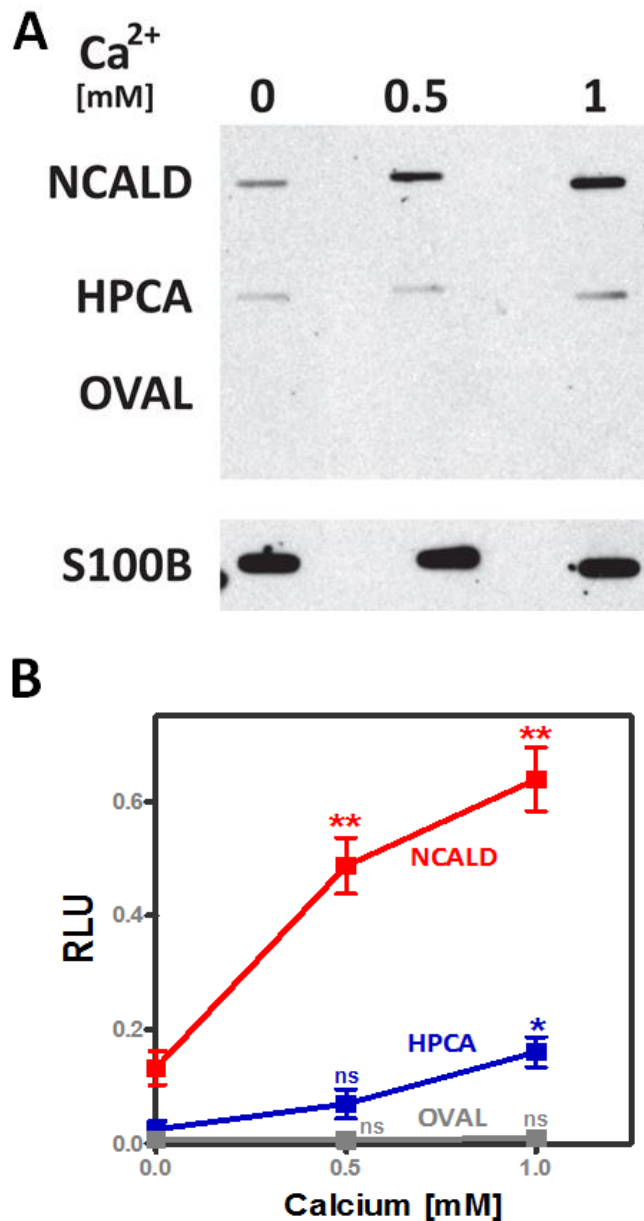 A
Ca2+
[mM]
0 0.5 1
NCALD
HPCA
OVAL
S100B
B
**
**
NCALD
HPCA
*
ns
OVAL
ns
ns
0.6
0.4
0.2
0.0
RLU
0.0 0.5 1.0
Calcium [mM]